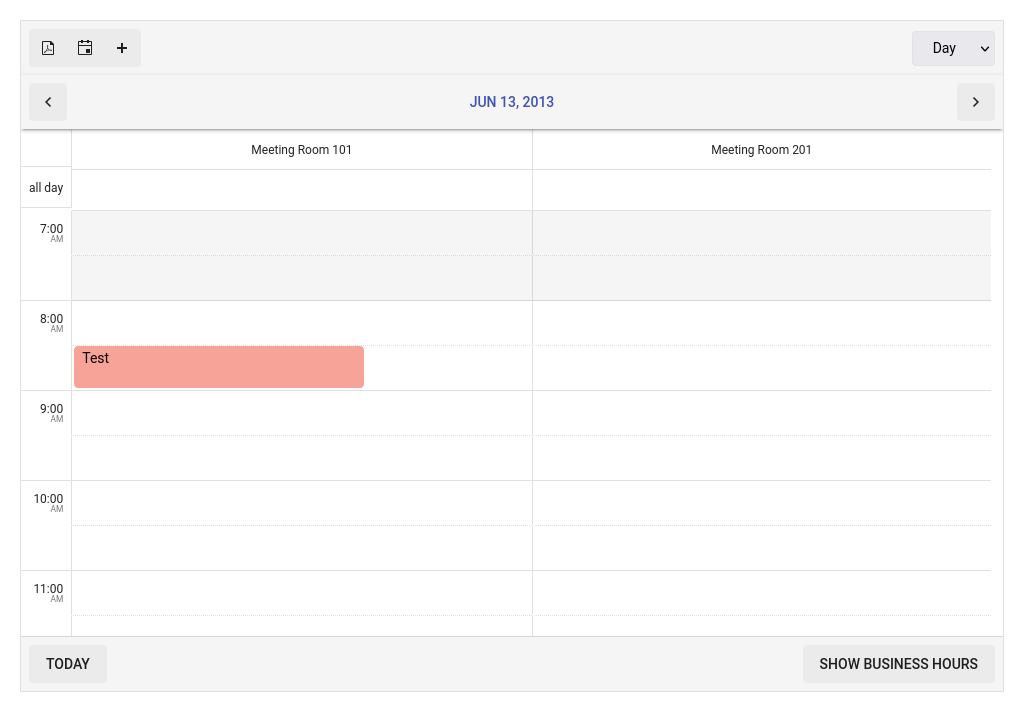 Day
JUN 13, 2013
Meeting Room 101
Meeting Room 201
all day
7:00
AM
8:00
AM
Test
9:00
AM
10:00
AM
11:00
AM
TODAY
SHOW BUSINESS HOURS